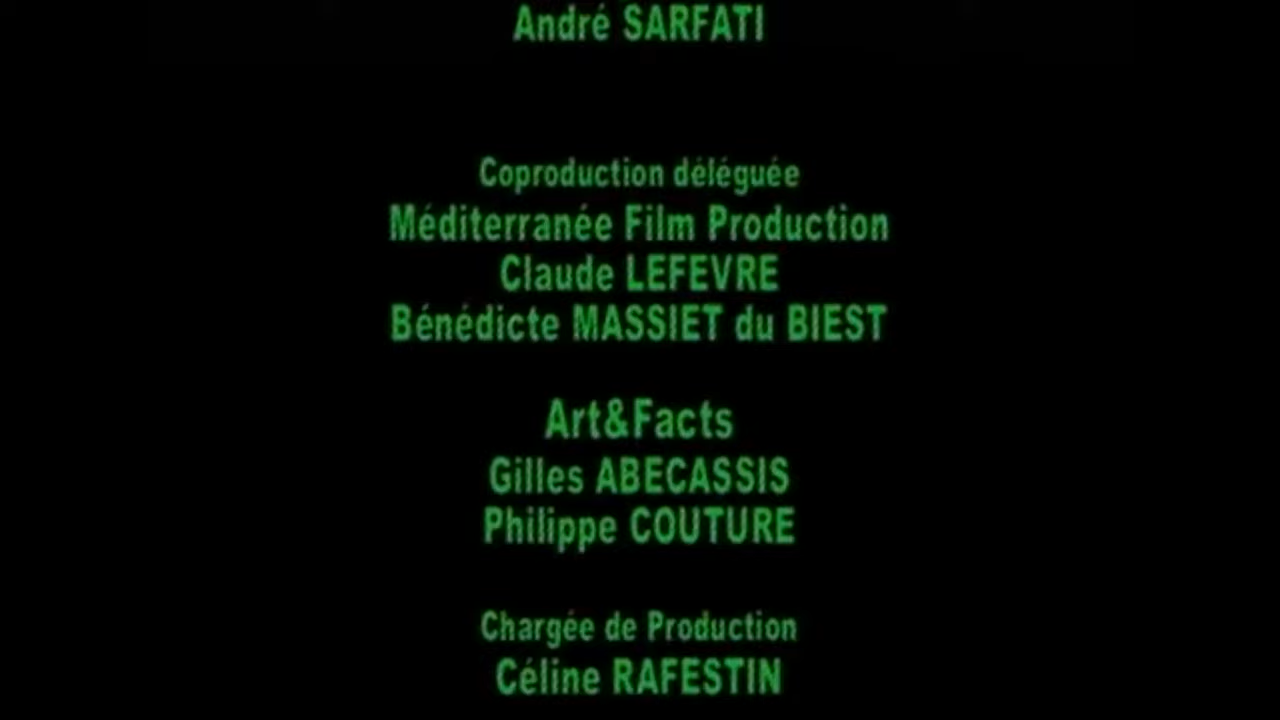 André SARFATI
Coproduction déléguée
Méditerranée Film Production
Claude LEFEVRE
Bénédicte MASSIET du BIEST
Art&Facts
Gilles ABECASSIS
Philippe COUTURE
Chargée de Production
Céline RAFESTIN